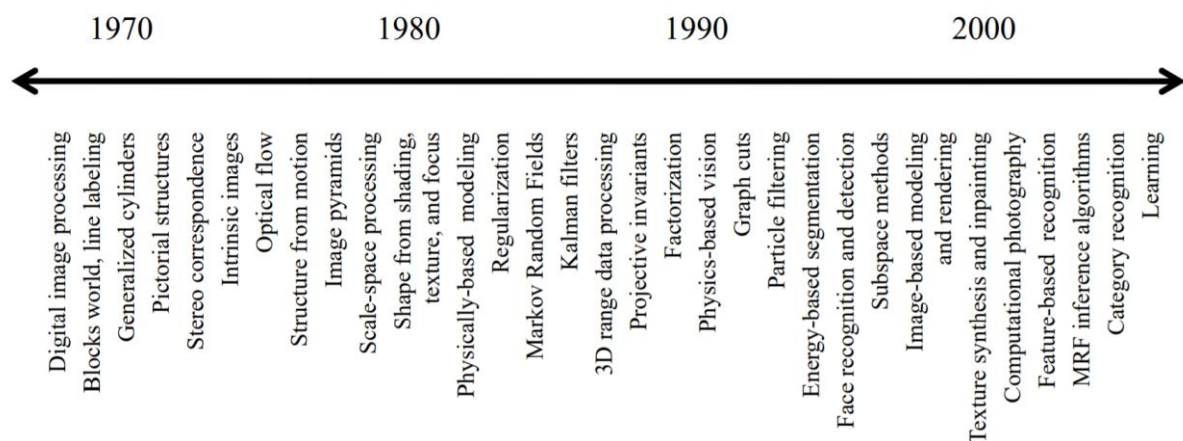 1970
1980
1990
2000
Digital image processing
Blocks world, line labeling
Generalized cylinders
Pictorial structures
Stereo correspondence
Intrinsic images
Optical flow
Structure from motion
Image pyramids
Scale-space processing
Shape from shading,
texture, and focus
Physically-based modeling
Regularization
Markov Random Fields
Kalman filters
3D range data processing
Projective invariants
Factorization
Physics-based vision
Graph cuts
Particle filtering
Energy-based segmentation
Face recognition and detection
Subspace methods
Image-based modeling
and rendering
Texture synthesis and inpainting
Computational photography
Feature-based recognition
MRF inference algorithms
Category recognition
Learning